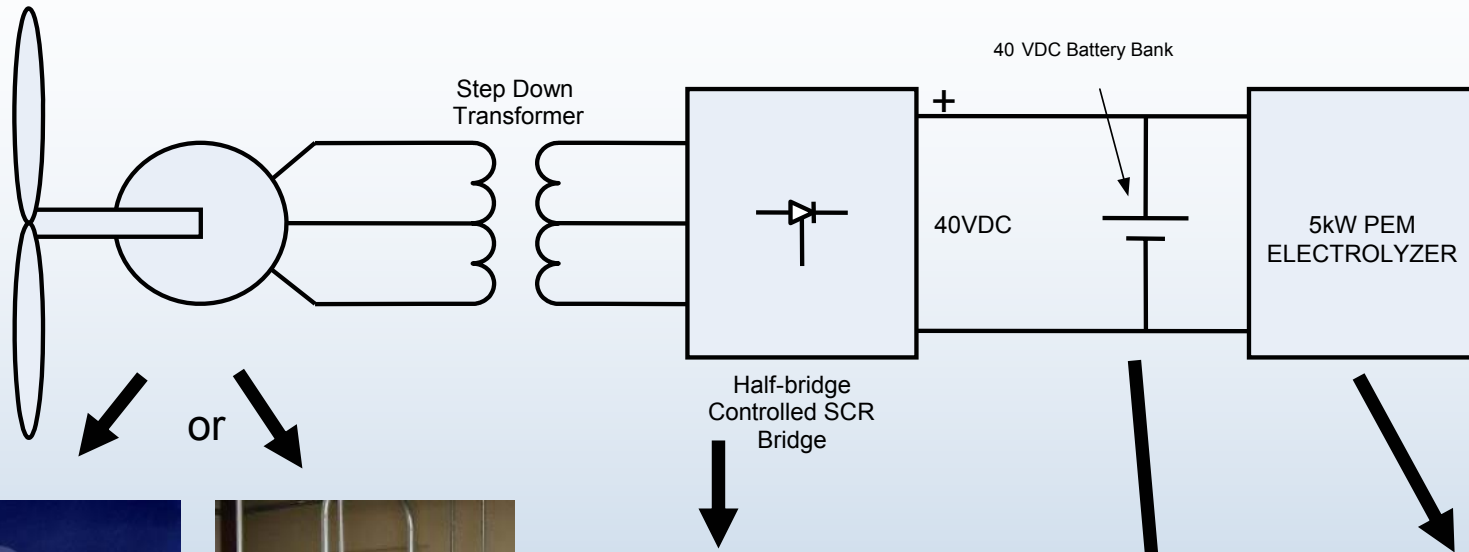 40 VDC Battery Bank
Step Down
Transformer
+
40VDC
5kW PEM
ELECTROLYZER
Half-bridge
Controlled SCR
Bridge
or